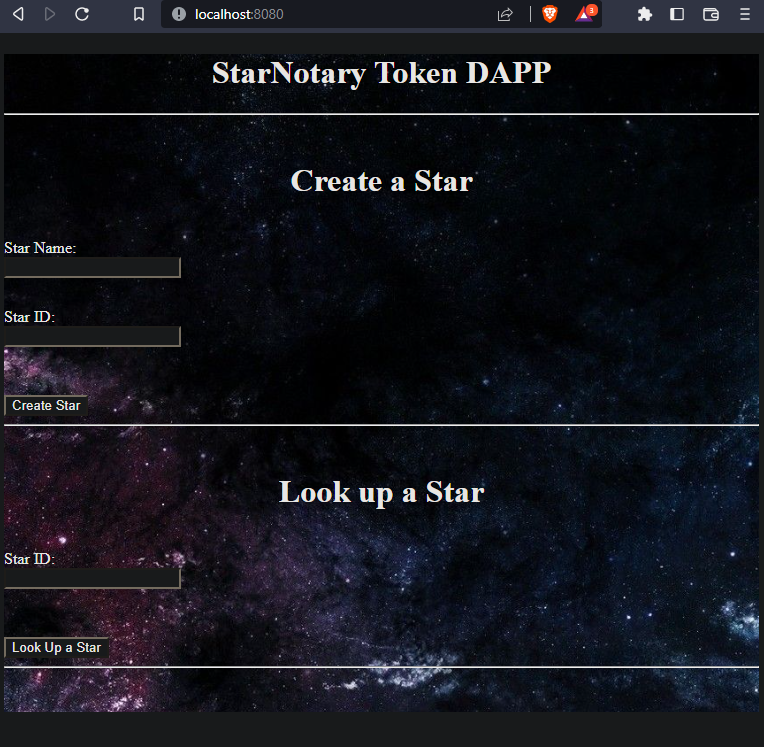 localhost:8080
3
StarNotary Token DAPP
Create a Star
Star Name:
Star ID:
Create Star
Look up a Star
Star ID:
Look Up a Star